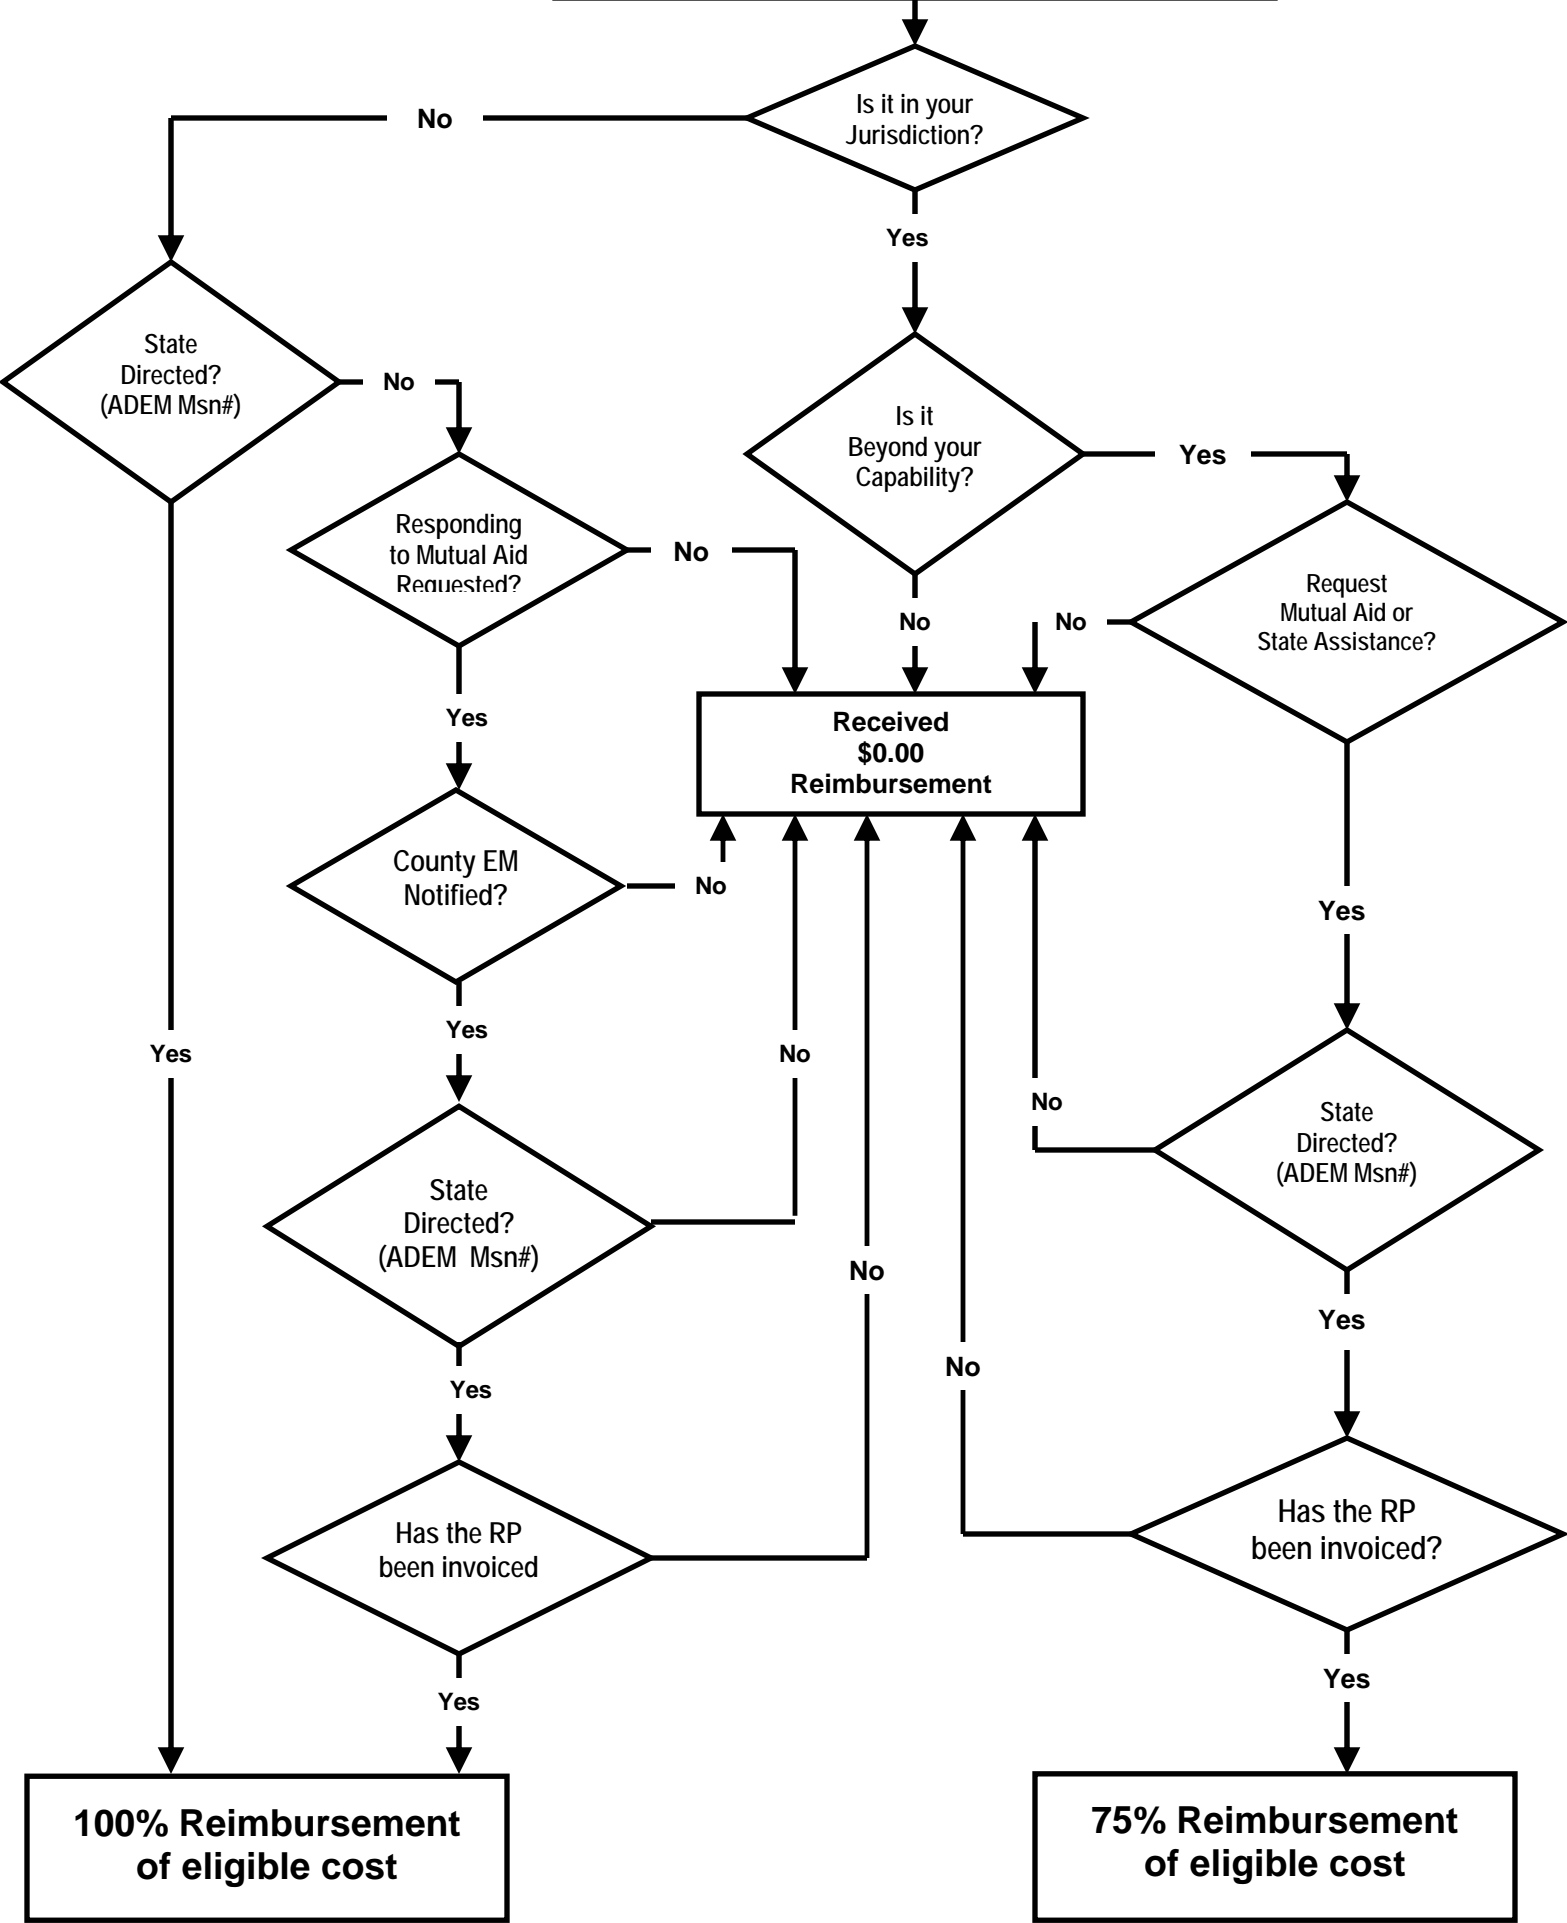 Is it in your
Jurisdiction?
No
Yes
State
Directed?
(ADEM Msn#)
No
Is it
Beyond your
Capability?
Yes
Responding
to Mutual Aid
Requested?
No
No
No
Request
Mutual Aid or
State Assistance?
Yes
Received
$0.00
Reimbursement
County EM
Notified?
No
Yes
Yes
Yes
No
No
State
Directed?
(ADEM Msn#)
State
Directed?
(ADEM  Msn#)
No
Yes
No
Yes
Has the RP
been invoiced
Has the RP
been invoiced?
Yes
Yes
100% Reimbursement
of eligible cost
75% Reimbursement
of eligible cost